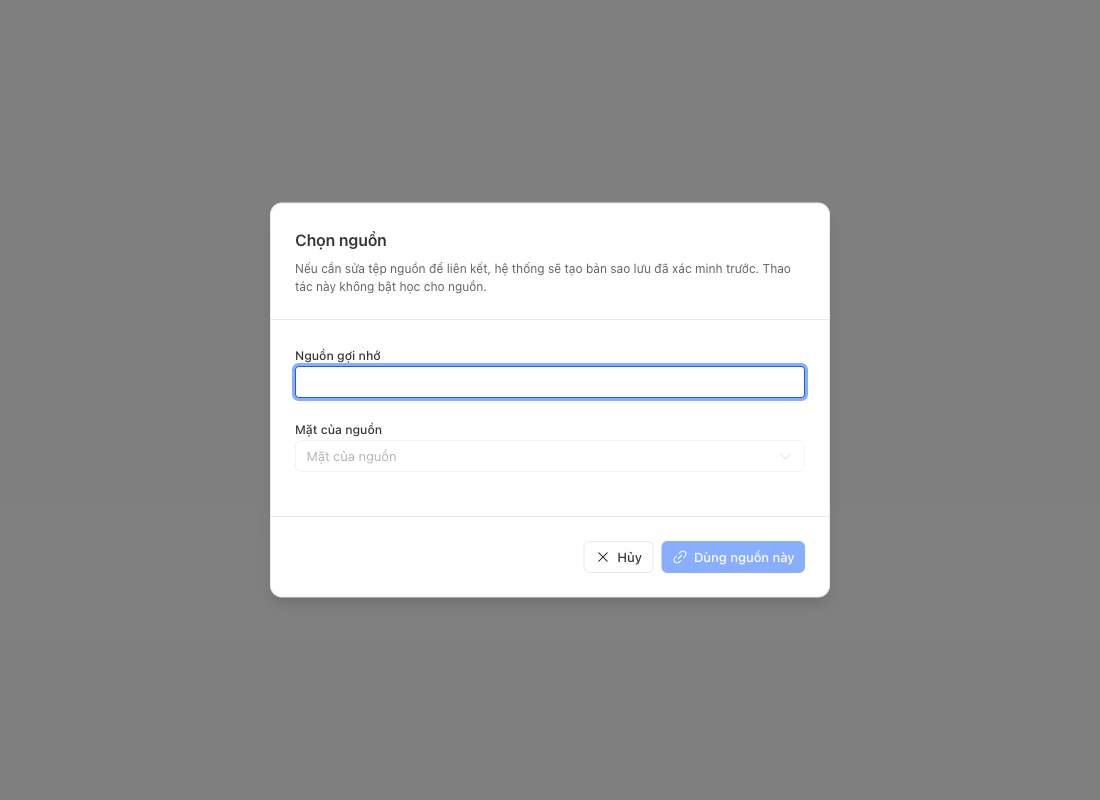 Chọn nguồn
Nếu cần sửa tệp nguồn để liên kết, hệ thống sẽ tạo bản sao lưu đã xác minh trước. Thao
tác này không bật học cho nguồn.
Nguồn gợi nhớ
Mặt của nguồn
Mặt của nguồn
Hủy
Dùng nguồn này